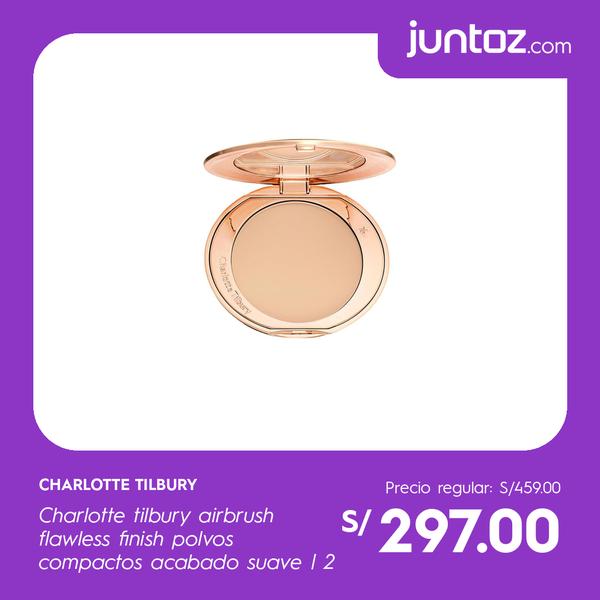 juntoz.com
Charlotte Tilbury
CHARLOTTE TILBURY
Charlotte tilbury airbrush
flawless finish polvos
compactos acabado suave | 2
Precio regular: S/459.00
S/ 297.00